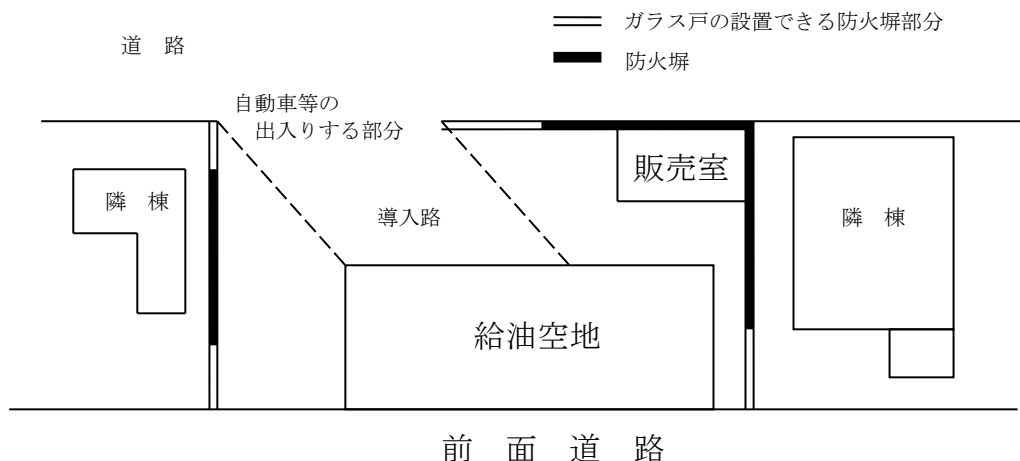 ガラス戸の設置できる防火塀部分
防火塀
道　路
自動車等の
出入りする部分
販売室
隣　棟
導入路
隣　棟
給油空地
前　面　道　路